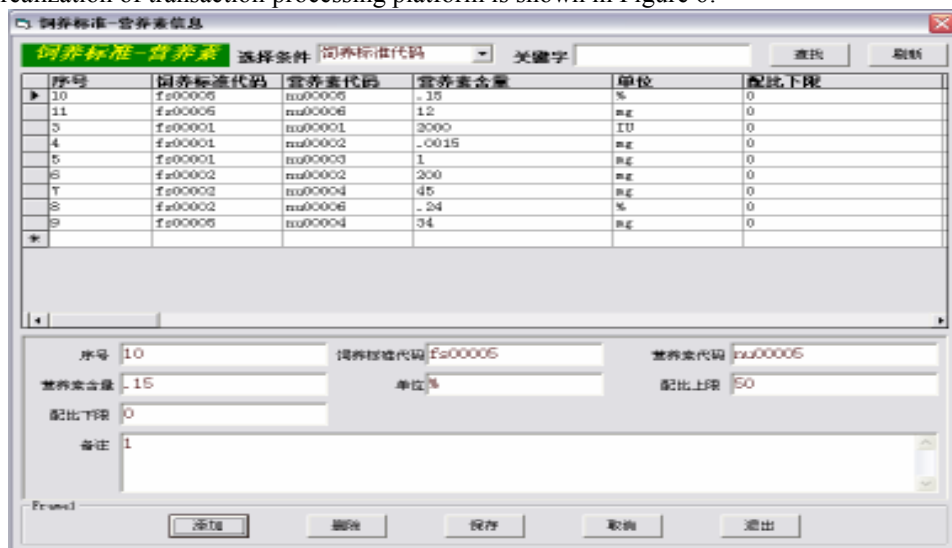 realization of transaction processing platform is shown in Figure 6.
饲养标准-营养素信息
饲养标准-营养素 选择条件 饲养标准代码 关键字 查找 刷新
序号 饲养标准代码 营养素代码 营养素含量 单位 配比下限
10 fs00005 nu00005 .15 % 0
11 fs00005 nu00006 12 mg 0
3 fs00001 nu00001 2000 IU 0
4 fs00001 nu00002 .0015 mg 0
5 fs00001 nu00003 1 mg 0
6 fs00002 nu00002 200 mg 0
7 fs00002 nu00004 45 mg 0
8 fs00002 nu00006 .24 % 0
9 fs00005 nu00004 34 mg 0
序号 10 饲养标准代码 fs00005 营养素代码 nu00005
营养素含量 .15 单位 % 配比上限 50
配比下限 0
备注 1
Frame1
添加 删除 保存 取消 退出